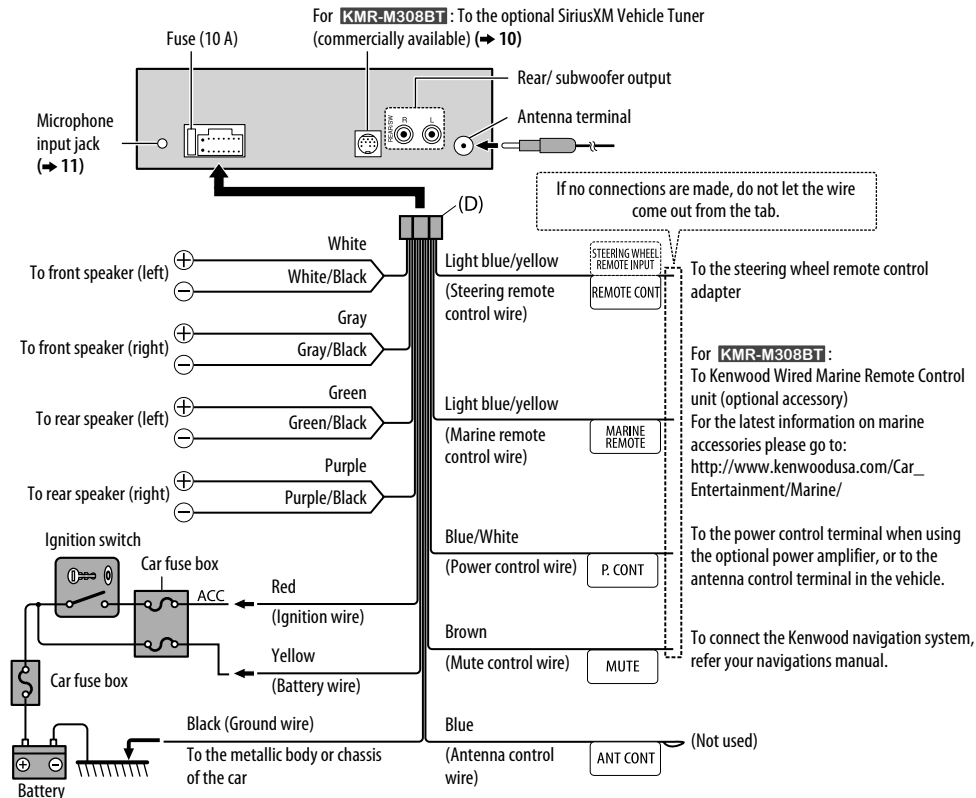 For KMR-M308BT : To the optional SiriusXM Vehicle Tuner
(commercially available) (➜ 10)
Fuse (10 A)
Rear/ subwoofer output
Antenna terminal
Microphone
input jack
(➜ 11)
REAR/SW
R
L
If no connections are made, do not let the wire
come out from the tab.
(D)
White
To front speaker (left)
White/Black
Gray
To front speaker (right)
Gray/Black
Green
To rear speaker (left)
Green/Black
Purple
To rear speaker (right)
Purple/Black
Ignition switch
Car fuse box
ACC
Red
(Ignition wire)
Yellow
(Battery wire)
Car fuse box
Black (Ground wire)
To the metallic body or chassis
of the car
Battery
Light blue/yellow
(Steering remote
control wire)
STEERING WHEEL
REMOTE INPUT
REMOTE CONT
To the steering wheel remote control
adapter
Light blue/yellow
(Marine remote
control wire)
MARINE
REMOTE
For KMR-M308BT :
To Kenwood Wired Marine Remote Control
unit (optional accessory)
For the latest information on marine
accessories please go to:
http://www.kenwoodusa.com/Car_
Entertainment/Marine/
Blue/White
(Power control wire)
P. CONT
To the power control terminal when using
the optional power amplifier, or to the
antenna control terminal in the vehicle.
Brown
(Mute control wire)
MUTE
To connect the Kenwood navigation system,
refer your navigations manual.
Blue
(Antenna control
wire)
ANT CONT
(Not used)